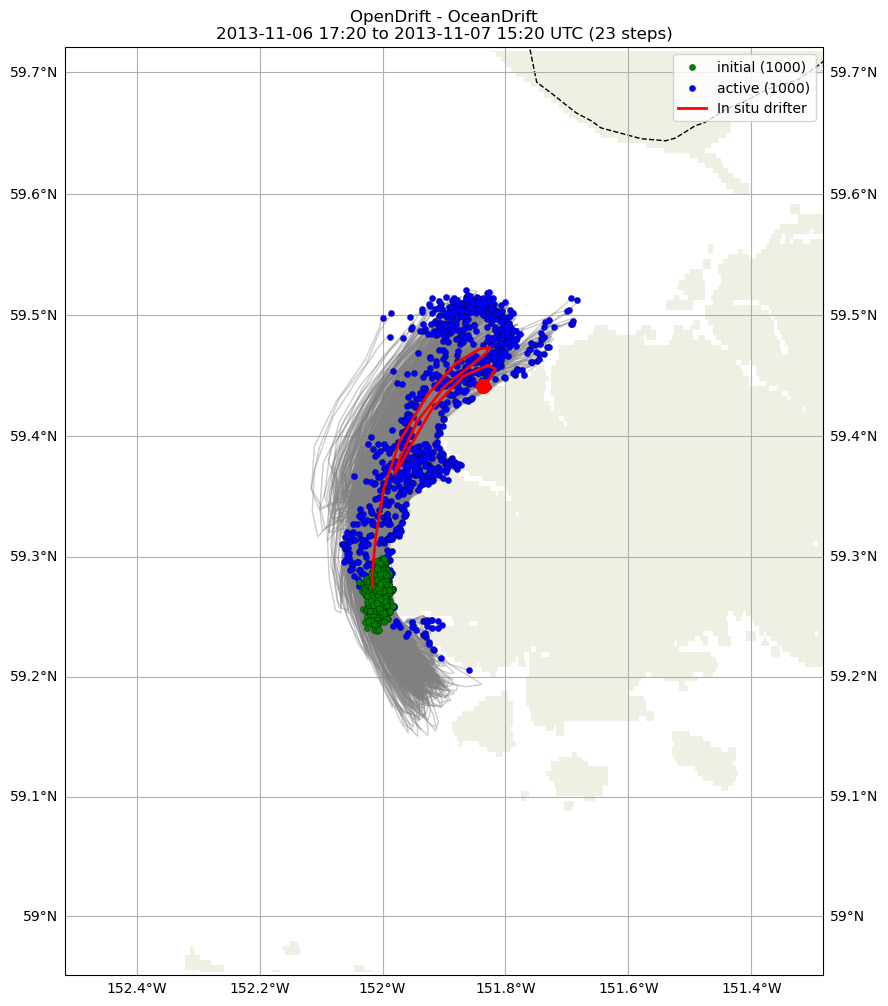 OpenDrift - OceanDrift
2013-11-06 17:20 to 2013-11-07 15:20 UTC (23 steps)
initial (1000)
active (1000)
In situ drifter
59.7°N 59.7°N
59.6°N 59.6°N
59.5°N 59.5°N
59.4°N 59.4°N
59.3°N 59.3°N
59.2°N 59.2°N
59.1°N 59.1°N
59°N 59°N
152.4°W 152.2°W 152°W 151.8°W 151.6°W 151.4°W